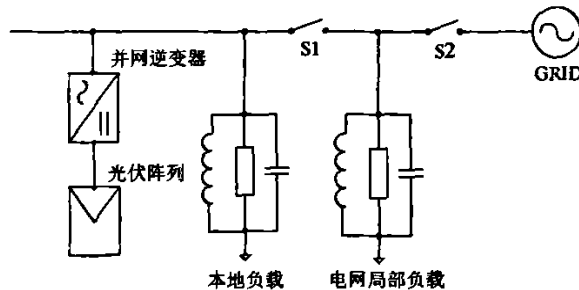 S1
S2
GRID
并网逆变器
光伏阵列
本地负载
电网局部负载